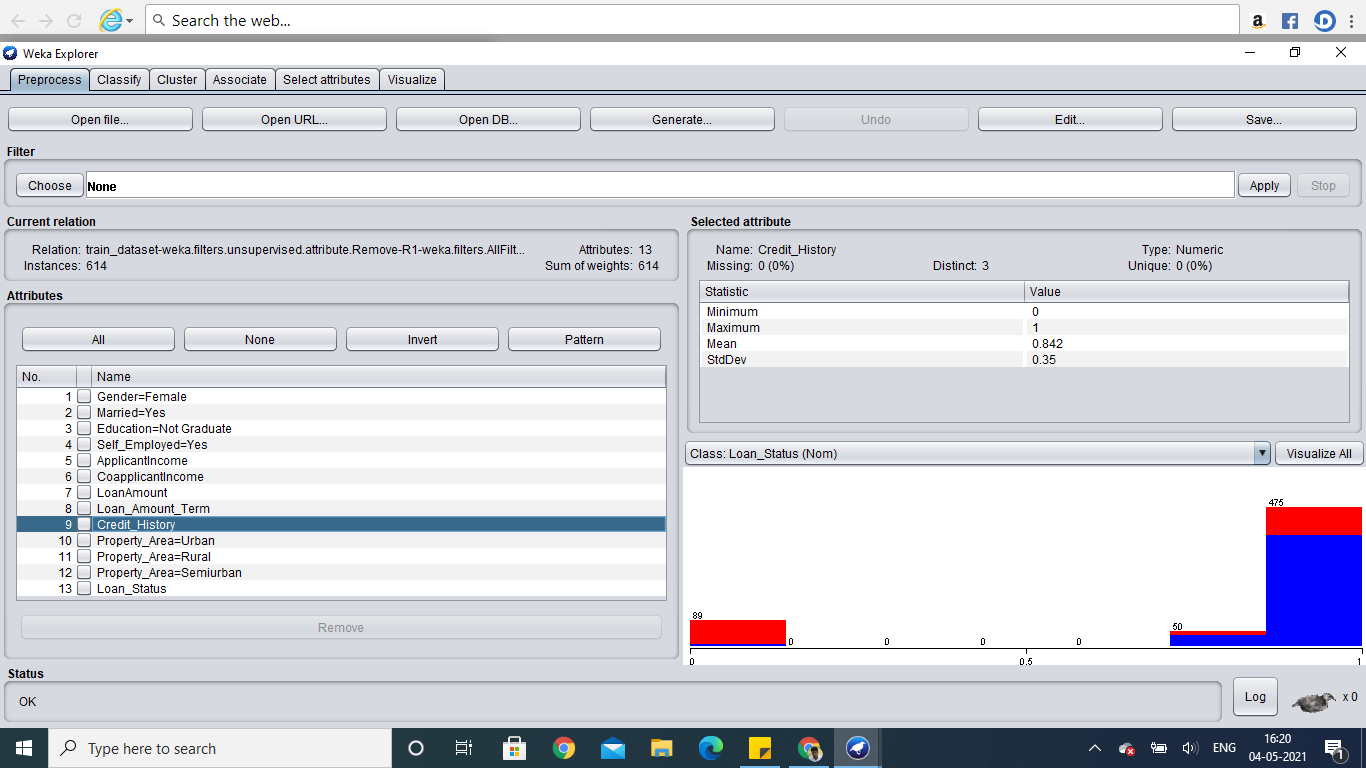 Search the web...
a
Weka Explorer
Preprocess Classify Cluster Associate Select attributes Visualize
Open file... Open URL... Open DB... Generate... Undo Edit... Save...
Filter
Choose None Apply Stop
Current relation
Relation: train_dataset-weka.filters.unsupervised.attribute.Remove-R1-weka.filters.AllFilt... Attributes: 13
Instances: 614 Sum of weights: 614
Attributes
All None Invert Pattern
No. Name
1 Gender=Female
2 Married=Yes
3 Education=Not Graduate
4 Self_Employed=Yes
5 ApplicantIncome
6 CoapplicantIncome
7 LoanAmount
8 Loan_Amount_Term
9 Credit_History
10 Property_Area=Urban
11 Property_Area=Rural
12 Property_Area=Semiurban
13 Loan_Status
Remove
Selected attribute
Name: Credit_History Type: Numeric
Missing: 0 (0%) Distinct: 3 Unique: 0 (0%)
Statistic Value
Minimum 0
Maximum 1
Mean 0.842
StdDev 0.35
Class: Loan_Status (Nom) Visualize All
475
89
50
0 0 0 0
0 0.5 1
Status
OK
Log x 0
Type here to search
ENG
16:20
04-05-2021
1